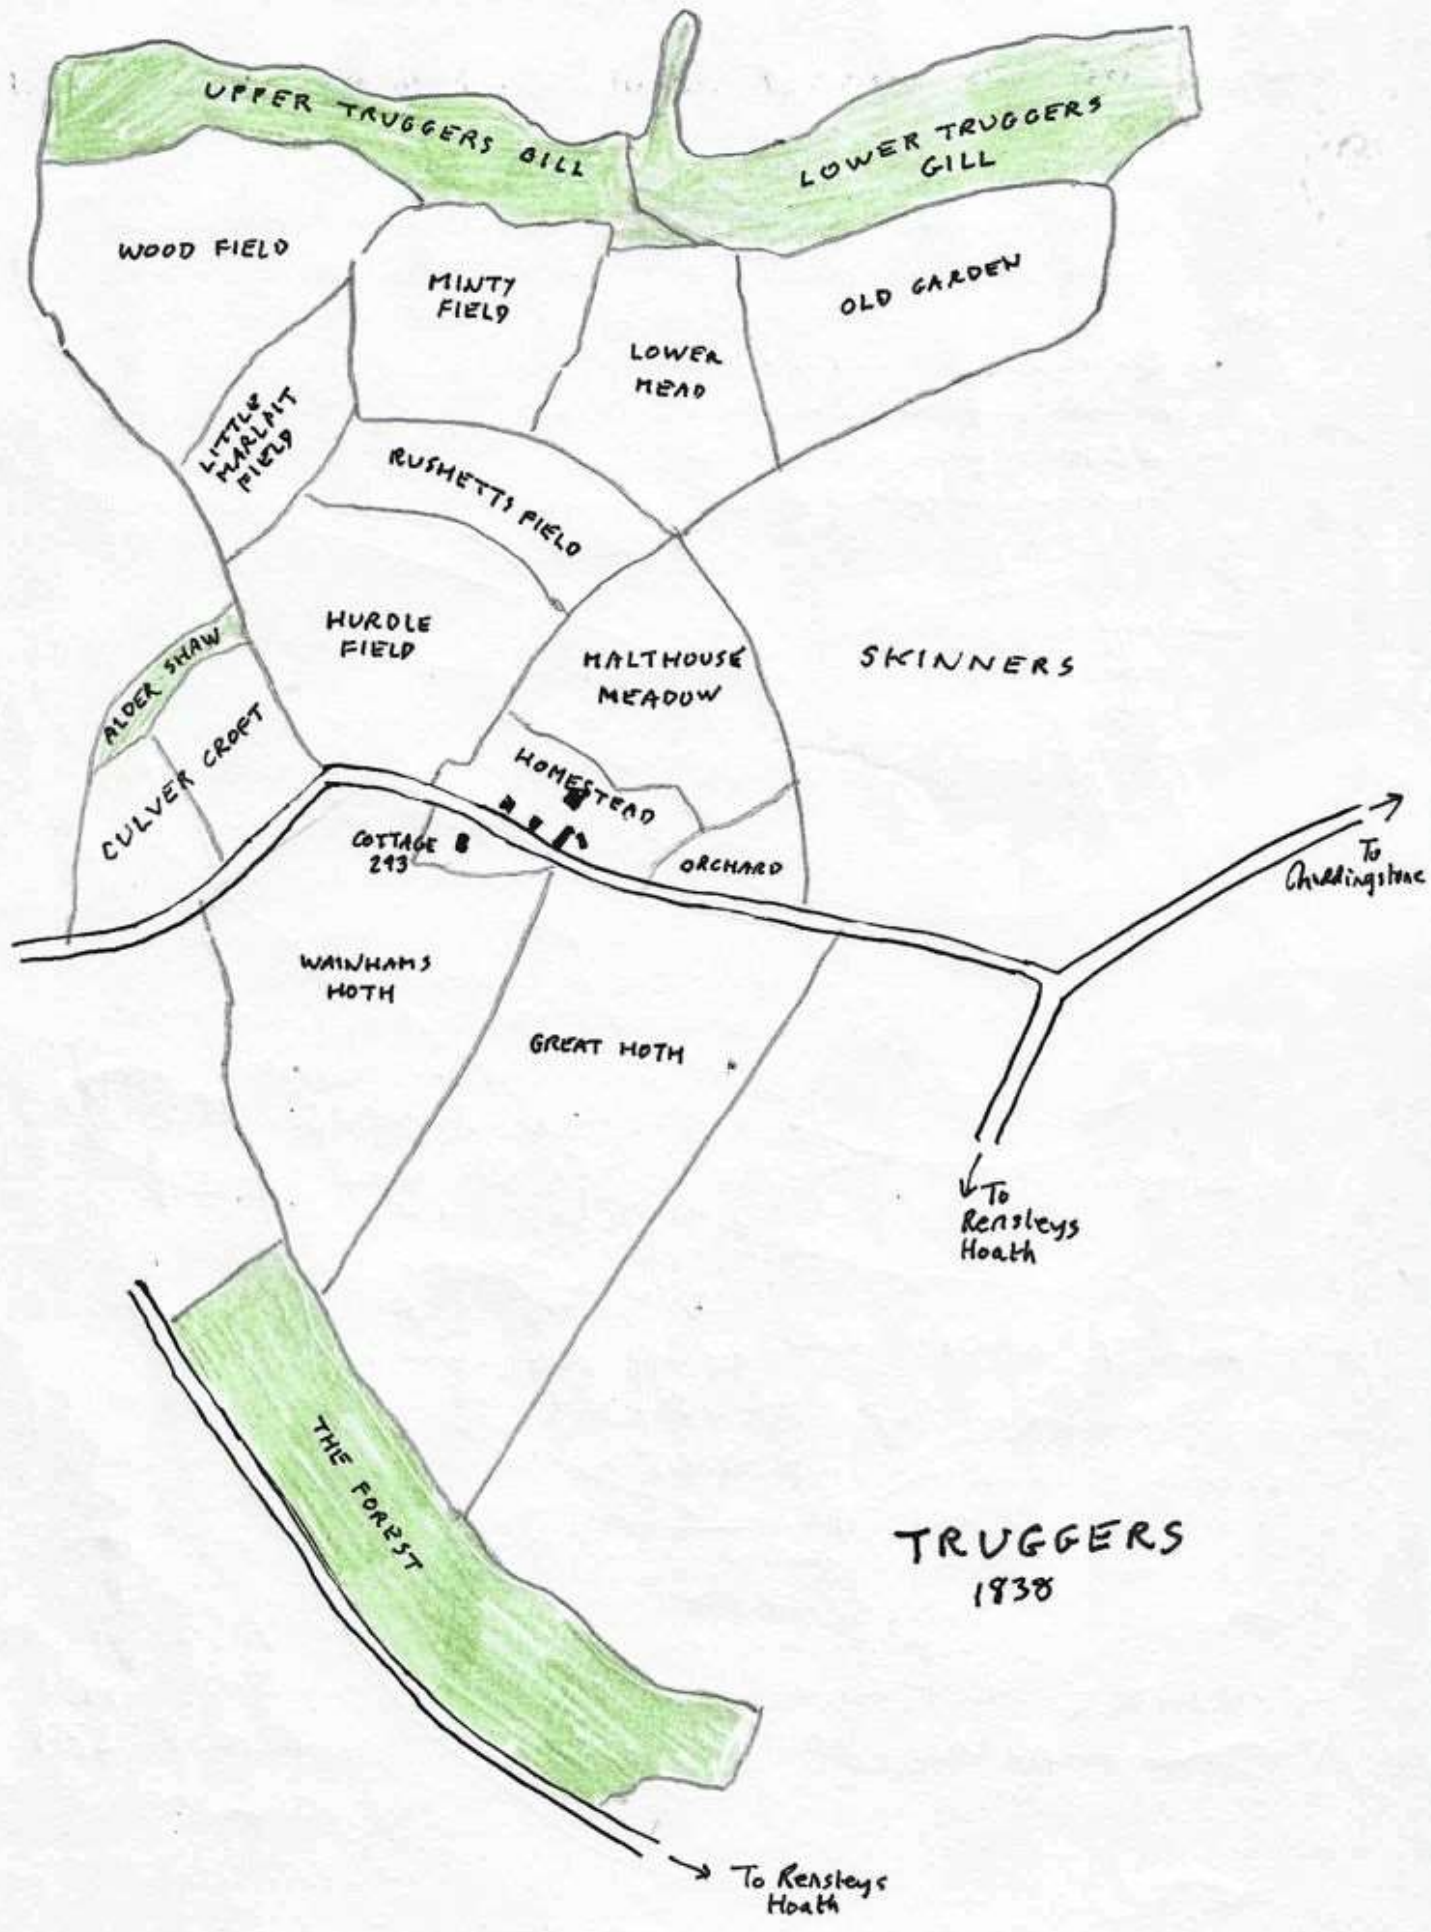 UPPER TRUGGERS GILL
LOWER TRUGGERS
GILL
WOOD FIELD
MINTY
FIELD
OLD GARDEN
LOWER
MEAD
LITTLE
MARLPIT
FIELD
RUSHETTS FIELD
HURDLE
FIELD
ALDER SHAW
MALTHOUSE
MEADOW
SKINNERS
CULVER CROFT
HOMESTEAD
COTTAGE
243
ORCHARD
To
Chiddingstone
WAINHAMS
HOTH
GREAT HOTH
To
Rensleys
Hoath
THE FOREST
TRUGGERS
1838
To Rensleys
Hoath